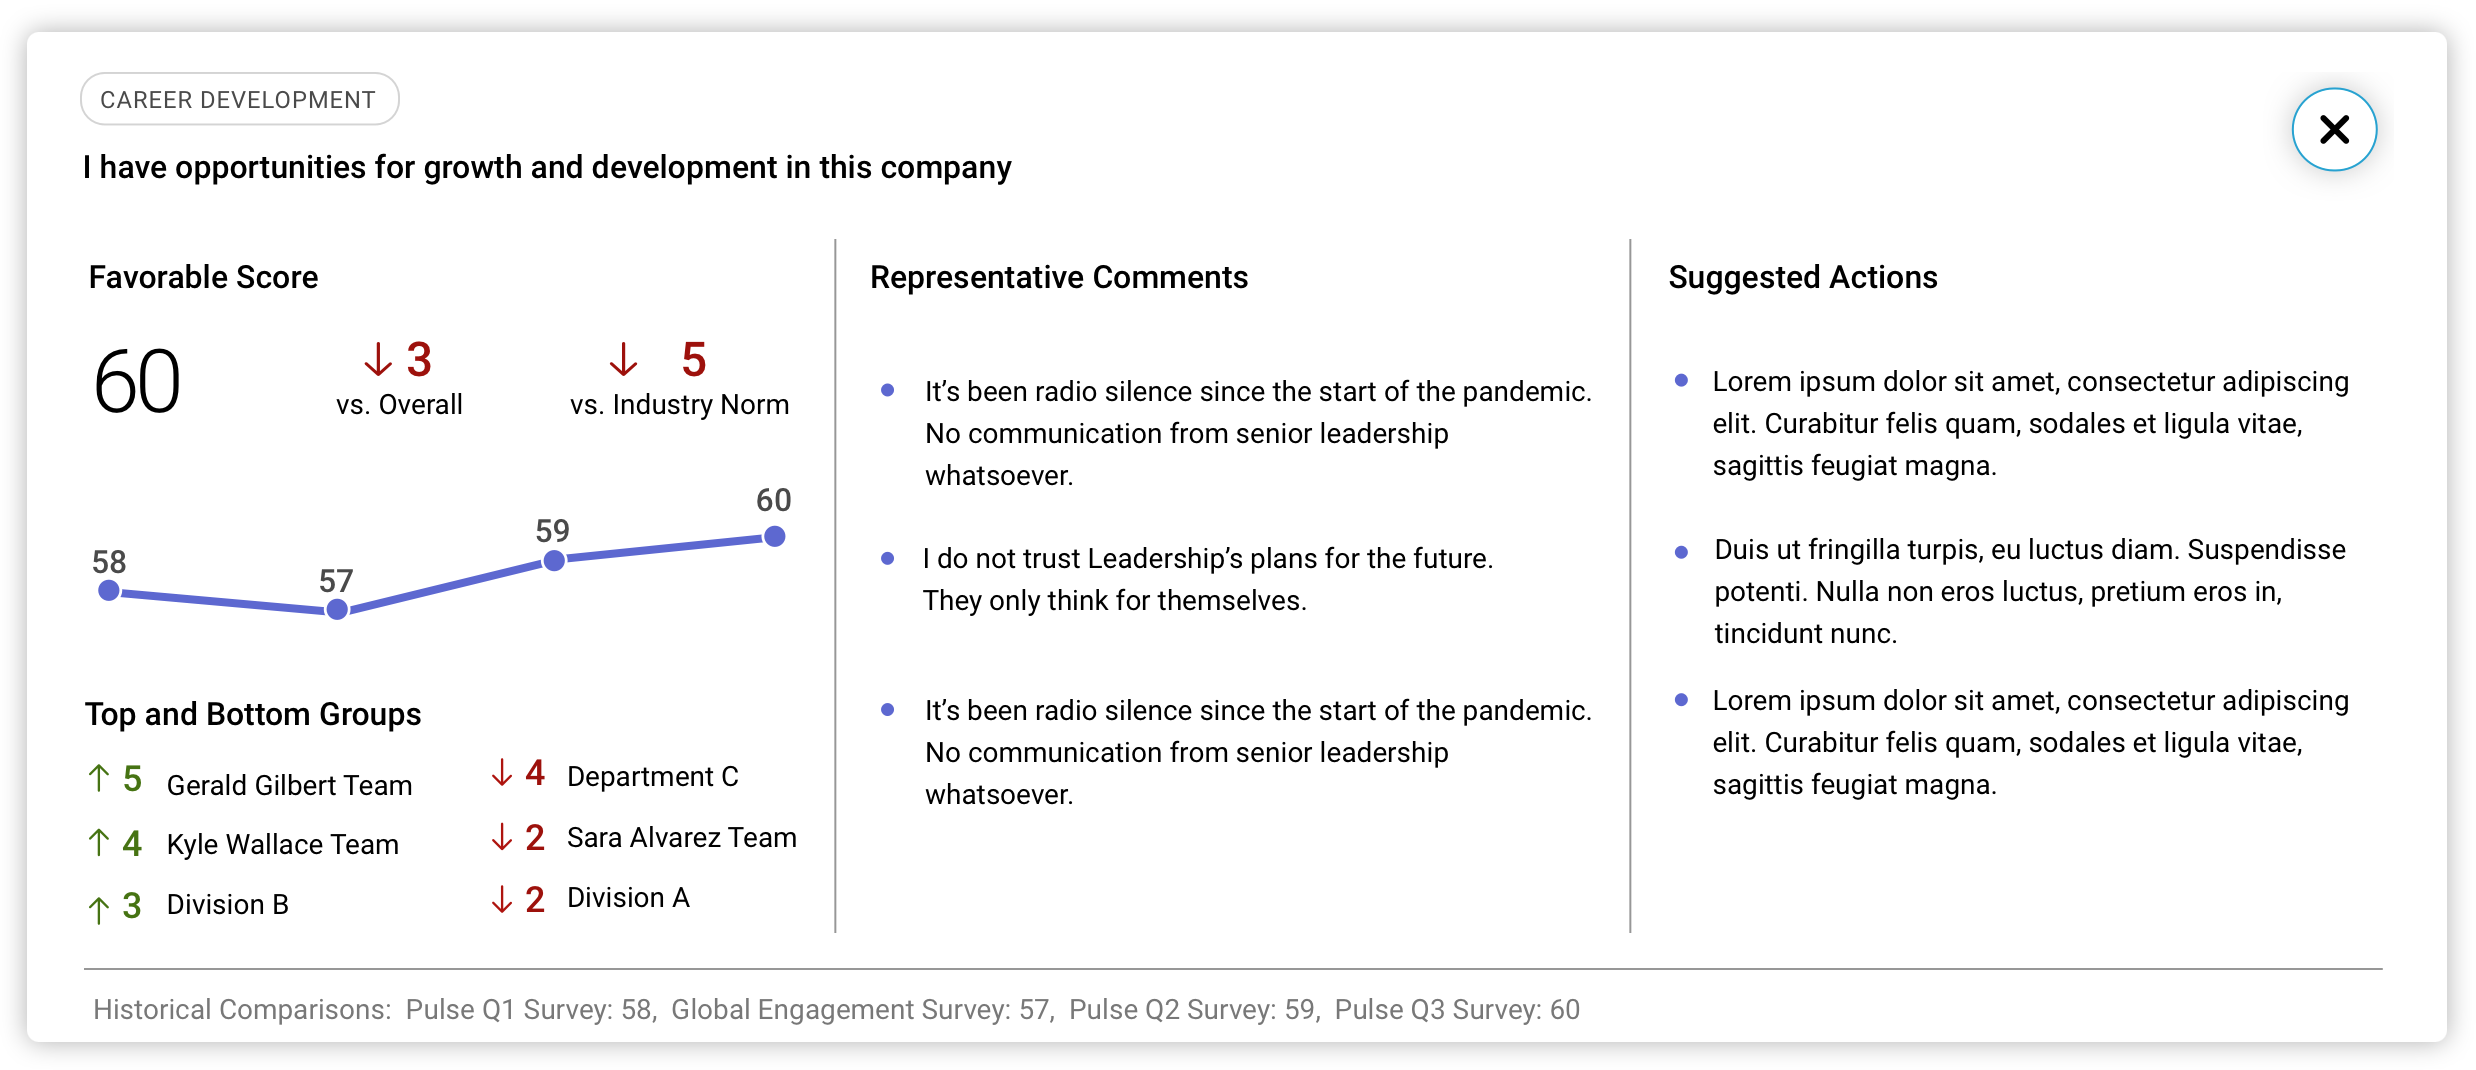 CAREER DEVELOPMENT
I have opportunities for growth and development in this company
Favorable Score
60
↓ 3
vs. Overall
↓ 5
vs. Industry Norm
58
57
59
60
Top and Bottom Groups
↑ 5 Gerald Gilbert Team
↑ 4 Kyle Wallace Team
↑ 3 Division B
↓ 4 Department C
↓ 2 Sara Alvarez Team
↓ 2 Division A
Representative Comments
It’s been radio silence since the start of the pandemic.
No communication from senior leadership
whatsoever.
I do not trust Leadership’s plans for the future.
They only think for themselves.
It’s been radio silence since the start of the pandemic.
No communication from senior leadership
whatsoever.
Suggested Actions
Lorem ipsum dolor sit amet, consectetur adipiscing
elit. Curabitur felis quam, sodales et ligula vitae,
sagittis feugiat magna.
Duis ut fringilla turpis, eu luctus diam. Suspendisse
potenti. Nulla non eros luctus, pretium eros in,
tincidunt nunc.
Lorem ipsum dolor sit amet, consectetur adipiscing
elit. Curabitur felis quam, sodales et ligula vitae,
sagittis feugiat magna.
Historical Comparisons: Pulse Q1 Survey: 58, Global Engagement Survey: 57, Pulse Q2 Survey: 59, Pulse Q3 Survey: 60